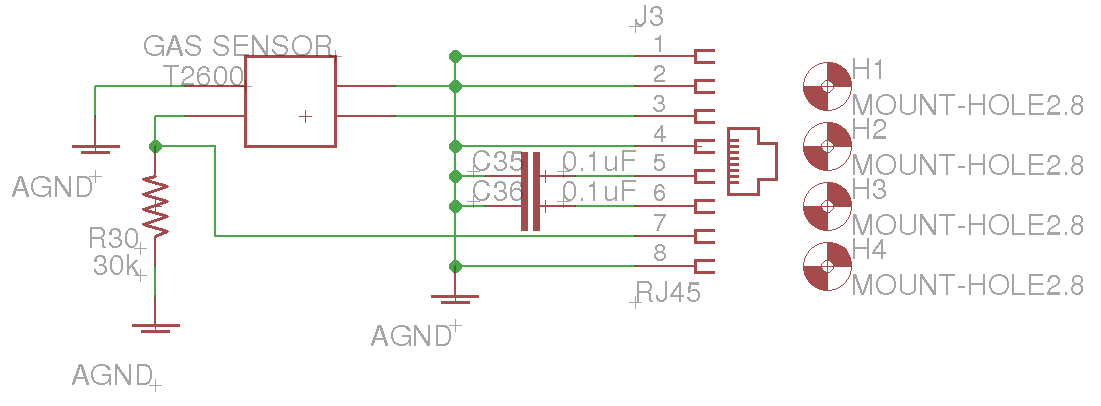 J3
GAS SENSOR
T2600
1
2
3
4
5
6
7
8
C35 0.1uF
C36 0.1uF
RJ45
AGND
R30
30k
AGND
AGND
H1
MOUNT-HOLE2.8
H2
MOUNT-HOLE2.8
H3
MOUNT-HOLE2.8
H4
MOUNT-HOLE2.8